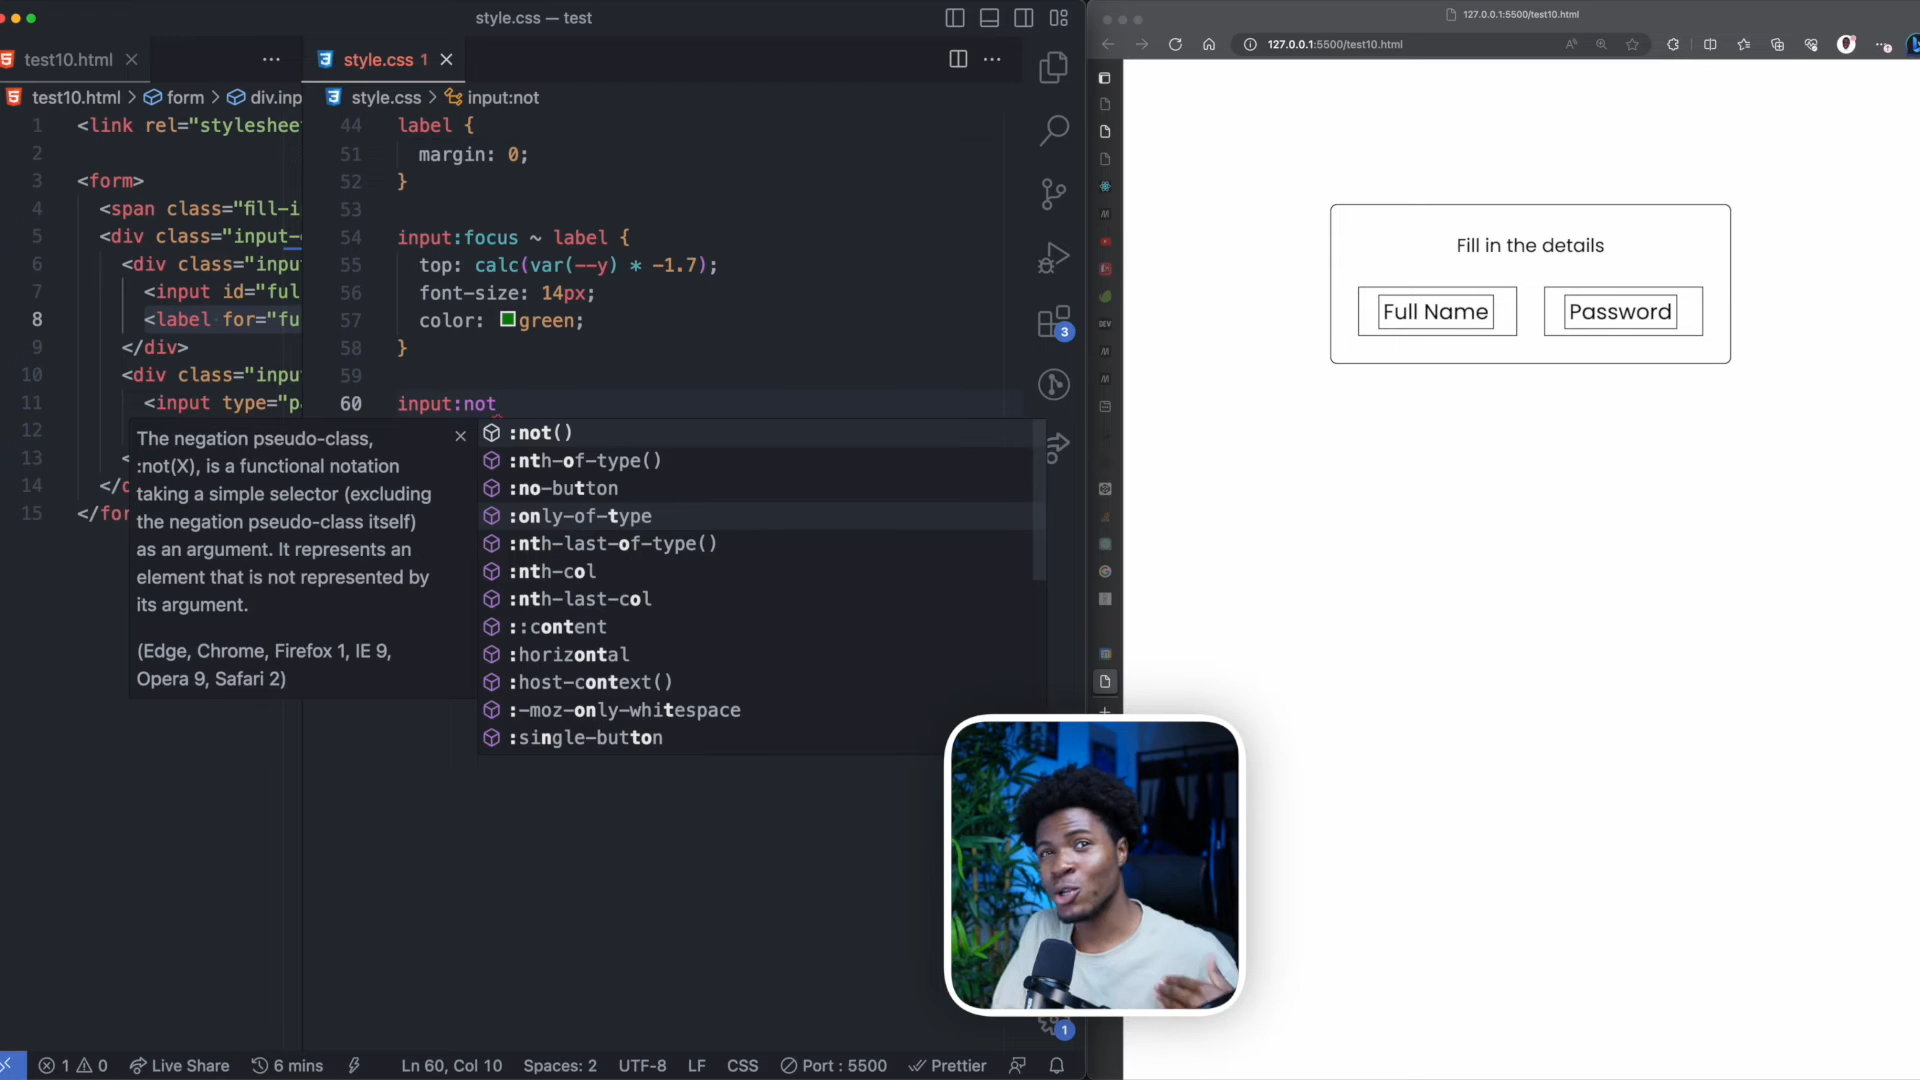 style.css — test
test10.html
style.css 1
test10.html > form > div.inp
style.css > input:not
1 <link rel="styleshee
2
3 <form>
4 <span class="fill-i
5 <div class="input-
6 <div class="input
7 <input id="ful
8 <label for="fu
9 </div>
10 <div class="inpu
11 <input type="pa
12
13 <
14 </d
15 </for
44 label {
51 margin: 0;
52 }
53
54 input:focus ~ label {
55 top: calc(var(--y) * -1.7);
56 font-size: 14px;
57 color: green;
58 }
59
60 input:not
The negation pseudo-class,
:not(X), is a functional notation
taking a simple selector (excluding
the negation pseudo-class itself)
as an argument. It represents an
element that is not represented by
its argument.
(Edge, Chrome, Firefox 1, IE 9,
Opera 9, Safari 2)
:not()
:nth-of-type()
:no-button
:only-of-type
:nth-last-of-type()
:nth-col
:nth-last-col
::content
:horizontal
:host-context()
:-moz-only-whitespace
:single-button
3
1
1 0 Live Share 6 mins Ln 60, Col 10 Spaces: 2 UTF-8 LF CSS Port : 5500 Prettier
127.0.0.1:5500/test10.html
127.0.0.1:5500/test10.html
DEV
Fill in the details
Full Name
Password